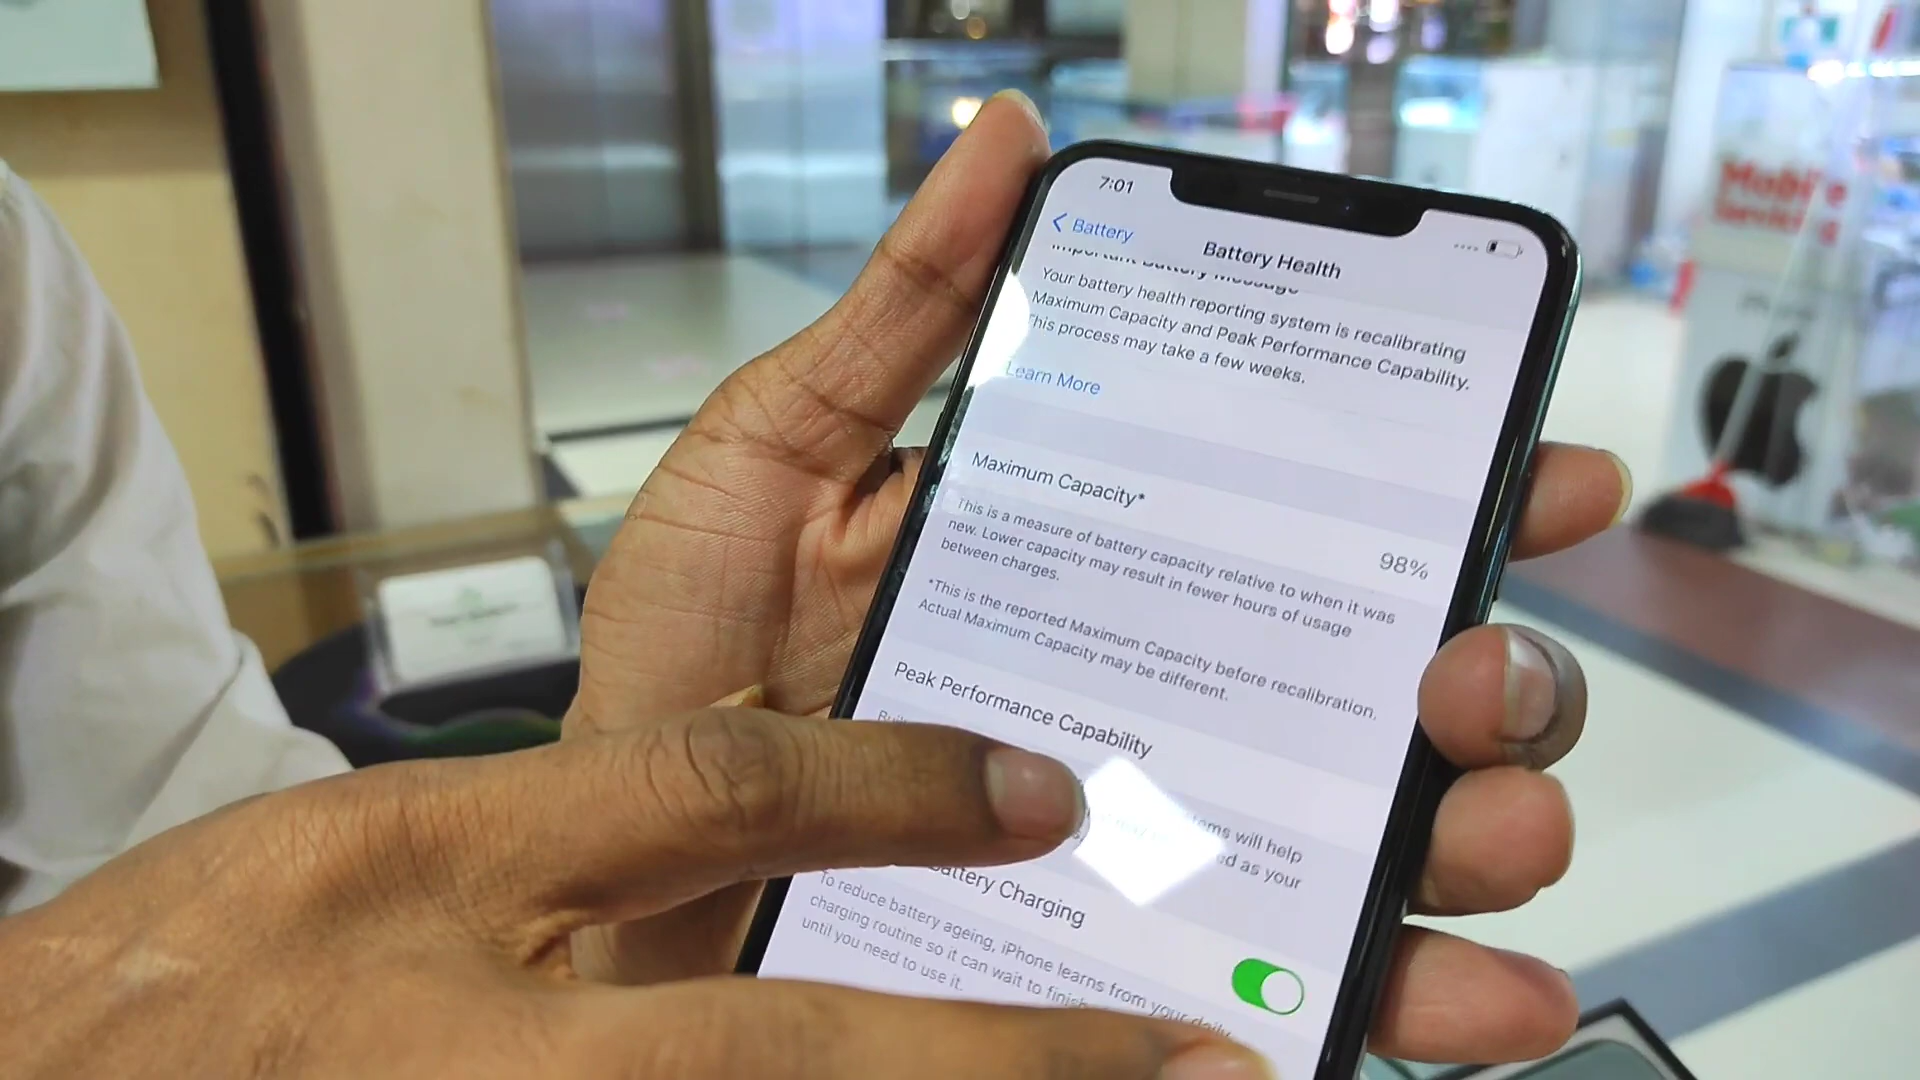 7:01
Battery
Battery Health
Important Battery Message
Your battery health reporting system is recalibrating
Maximum Capacity and Peak Performance Capability.
This process may take a few weeks.
Learn More
Maximum Capacity*
98%
This is a measure of battery capacity relative to when it was
new. Lower capacity may result in fewer hours of usage
between charges.
*This is the reported Maximum Capacity before recalibration.
Actual Maximum Capacity may be different.
Peak Performance Capability
will help
as your
Battery Charging
To reduce battery ageing, iPhone learns from your daily
charging routine so it can wait to finish
until you need to use it.
Mobile